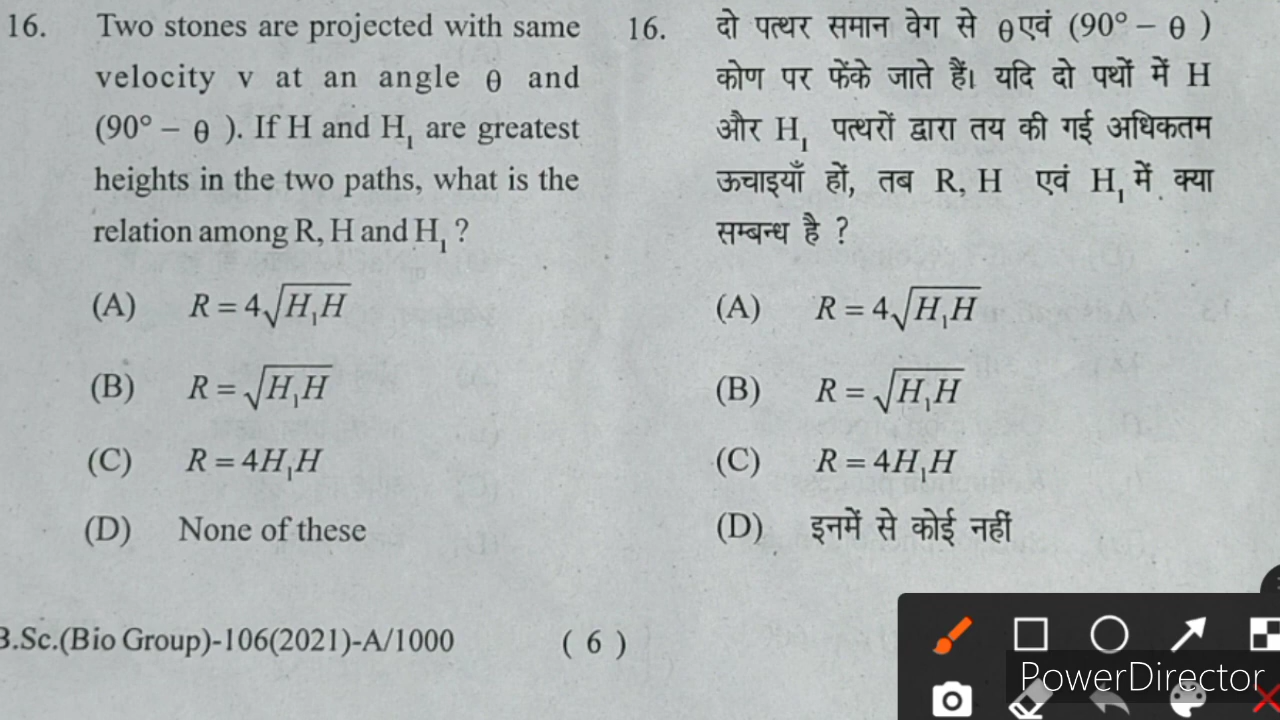 16. Two stones are projected with same
velocity v at an angle θ and
(90° – θ ). If H and H₁ are greatest
heights in the two paths, what is the
relation among R, H and H₁ ?
(A) R = 4√H₁H
(B) R = √H₁H
(C) R = 4H₁H
(D) None of these
16. दो पत्थर समान वेग से θ एवं (90° – θ )
कोण पर फेंके जाते हैं। यदि दो पथों में H
और H₁ पत्थरों द्वारा तय की गई अधिकतम
ऊचाइयाँ हों, तब R, H एवं H₁ में क्या
सम्बन्ध है ?
(A) R = 4√H₁H
(B) R = √H₁H
(C) R = 4H₁H
(D) इनमें से कोई नहीं
B.Sc.(Bio Group)-106(2021)-A/1000 ( 6 )
PowerDirector